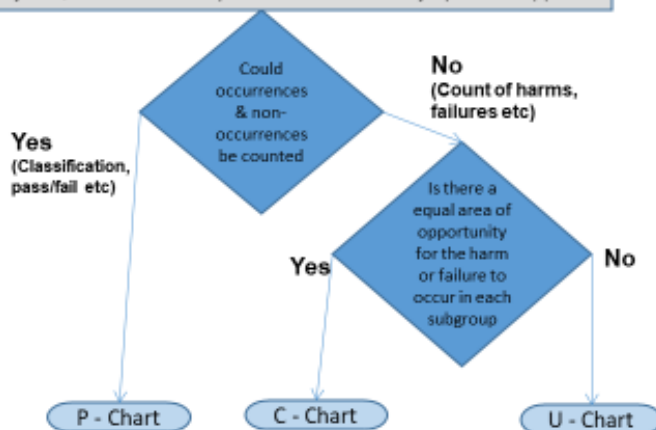 Could
occurrences
& non-
occurrences
be counted
No
(Count of harms,
failures etc)
Yes
(Classification,
pass/fail etc)
Is there a
equal area of
opportunity
for the harm
or failure to
occur in each
subgroup
Yes
No
P - Chart
C - Chart
U - Chart